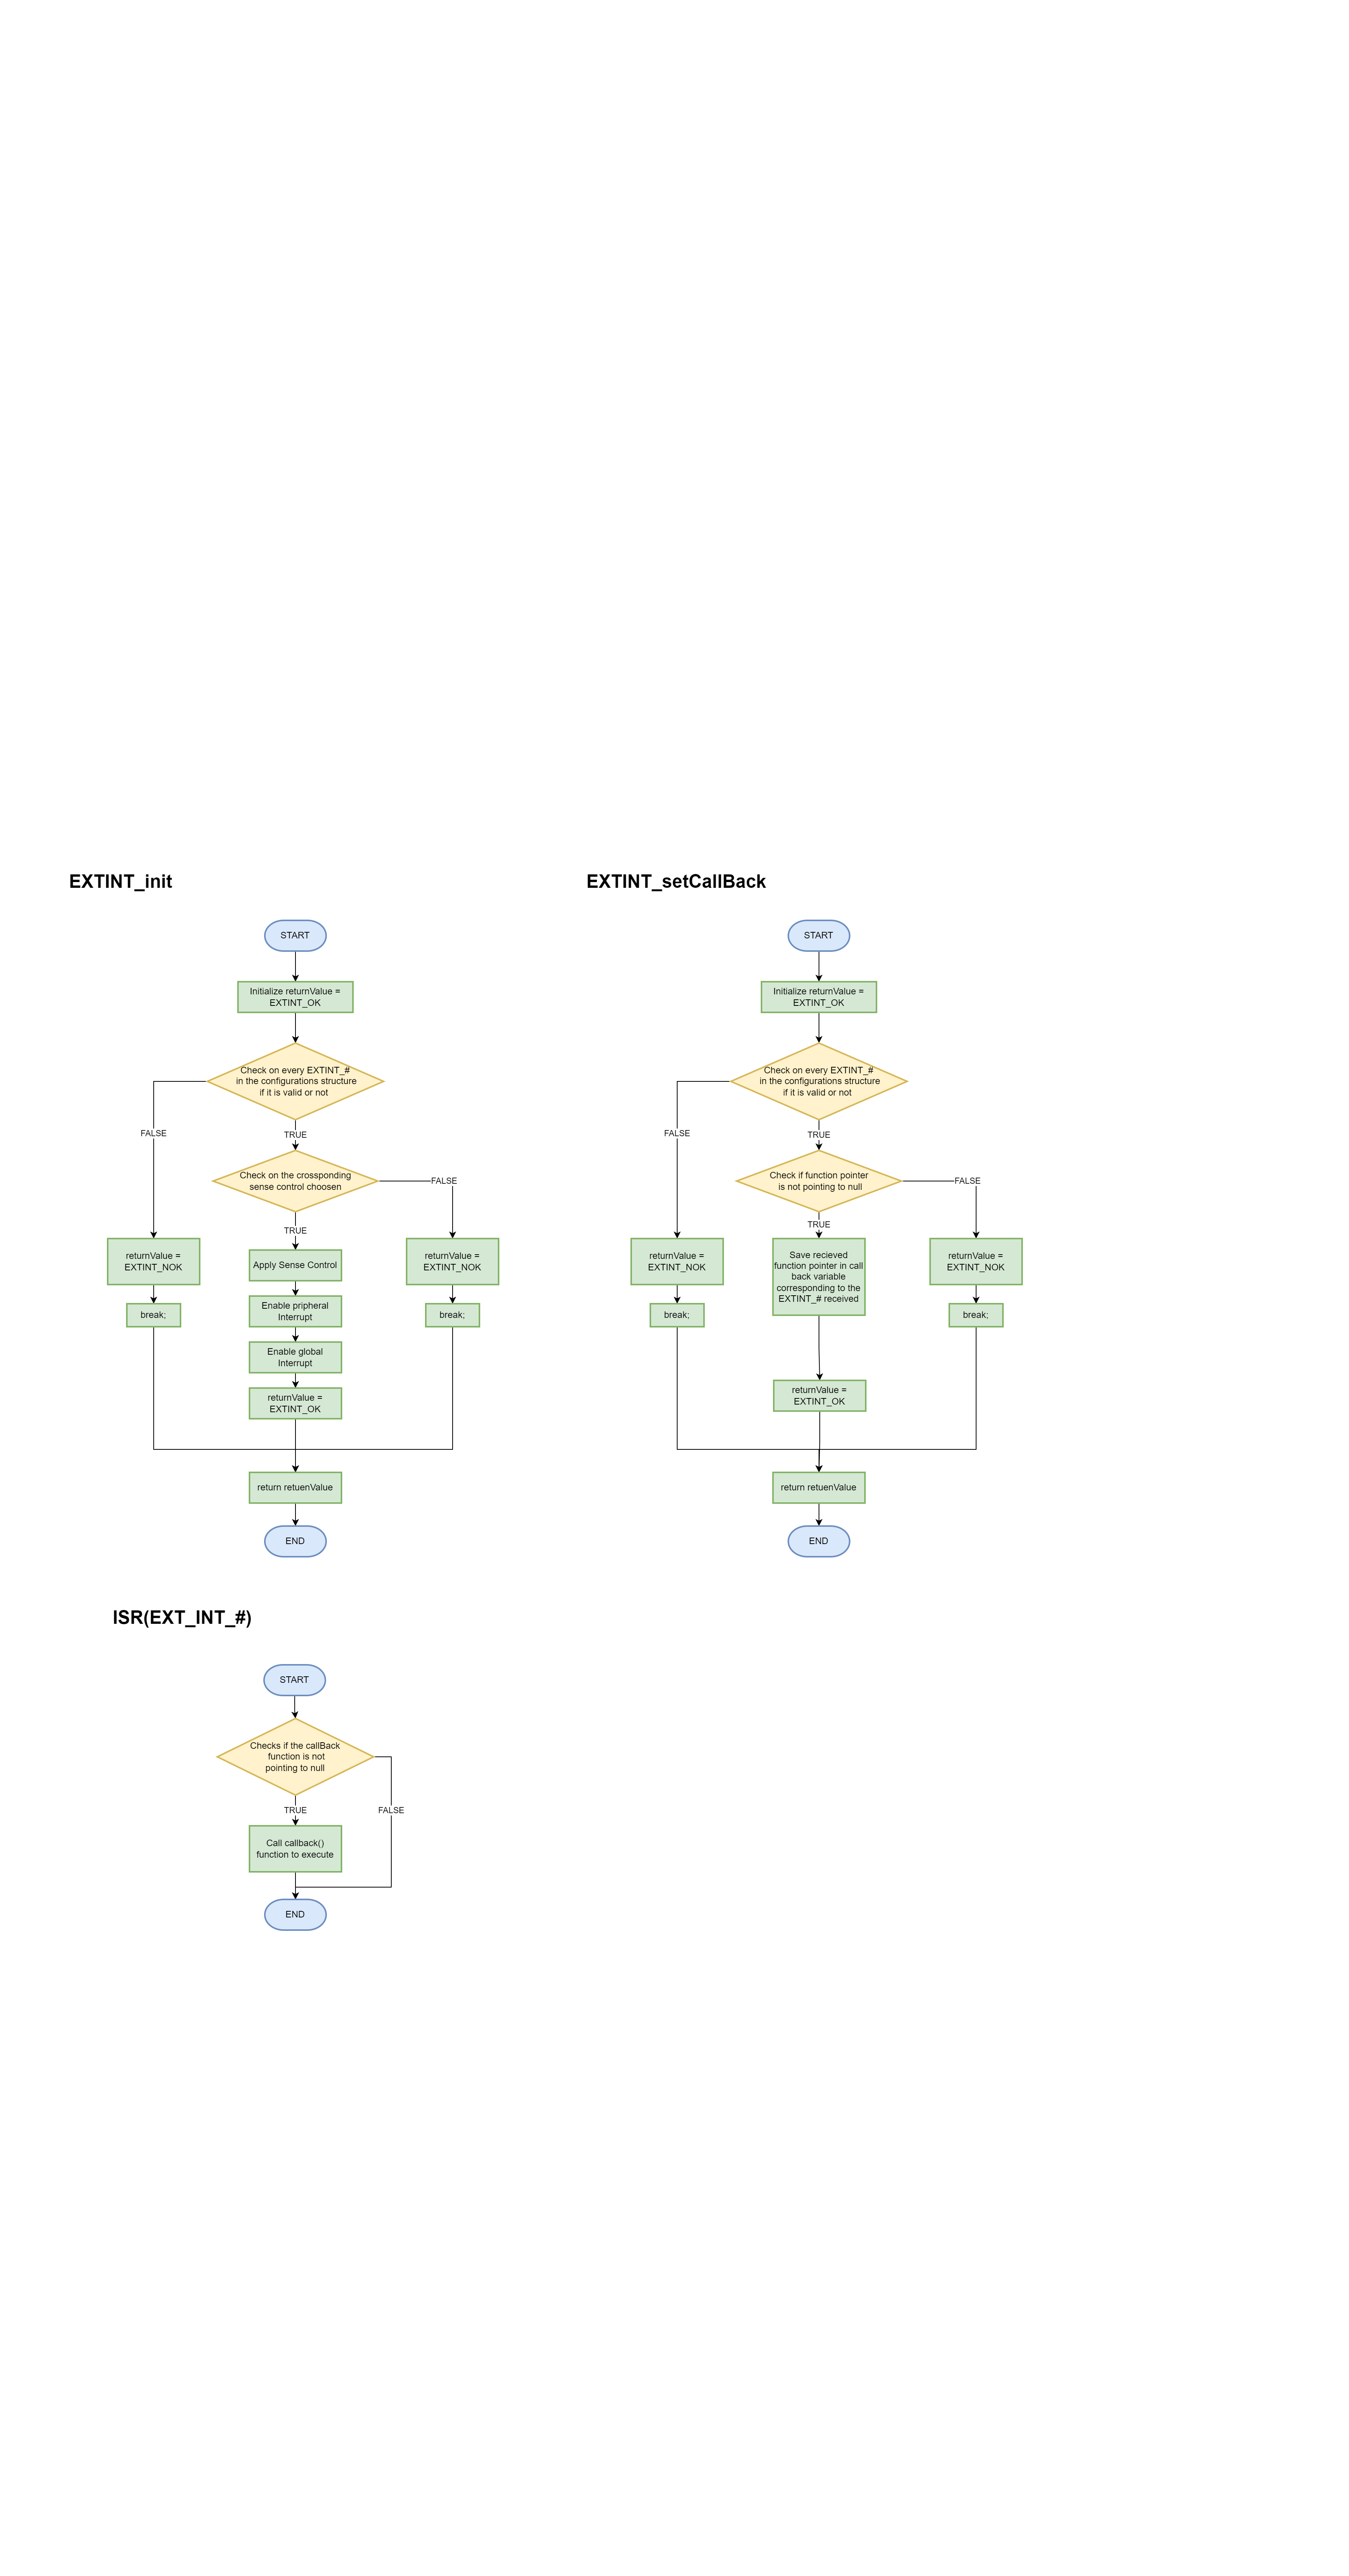 EXTINT_init
START
Initialize returnValue =
EXTINT_OK
Check on every EXTINT_#
in the configurations structure
if it is valid or not
FALSE
TRUE
Check on the crossponding
sense control choosen
FALSE
TRUE
returnValue =
EXTINT_NOK
break;
Apply Sense Control
Enable pripheral
Interrupt
Enable global
Interrupt
returnValue =
EXTINT_OK
returnValue =
EXTINT_NOK
break;
return retuenValue
END
EXTINT_setCallBack
START
Initialize returnValue =
EXTINT_OK
Check on every EXTINT_#
in the configurations structure
if it is valid or not
FALSE
TRUE
Check if function pointer
is not pointing to null
FALSE
TRUE
returnValue =
EXTINT_NOK
break;
Save recieved
function pointer in call
back variable
corresponding to the
EXTINT_# received
returnValue =
EXTINT_OK
returnValue =
EXTINT_NOK
break;
return retuenValue
END
ISR(EXT_INT_#)
START
Checks if the callBack
function is not
pointing to null
TRUE
FALSE
Call callback()
function to execute
END